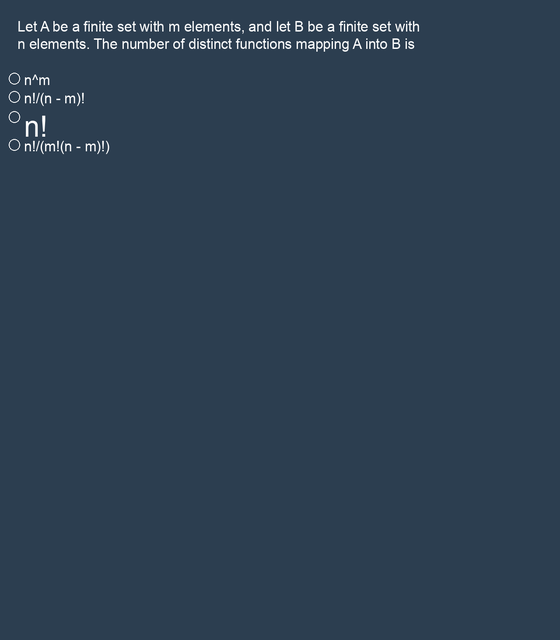 Let A be a finite set with m elements, and let B be a finite set with
n elements. The number of distinct functions mapping A into B is
n^m
n!/(n - m)!
n!
n!/(m!(n - m)!)